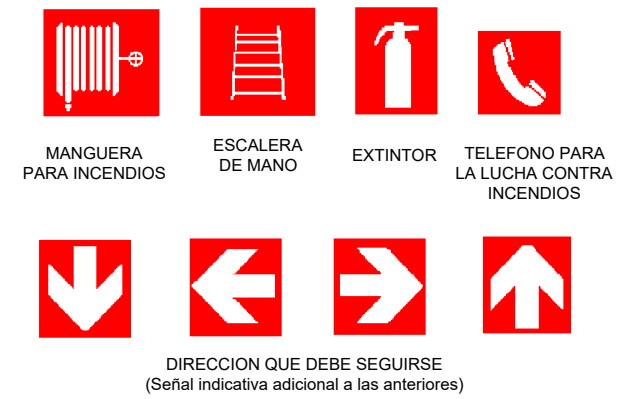 MANGUERA
PARA INCENDIOS
ESCALERA
DE MANO
EXTINTOR
TELEFONO PARA
LA LUCHA CONTRA
INCENDIOS
DIRECCION QUE DEBE SEGUIRSE
(Señal indicativa adicional a las anteriores)